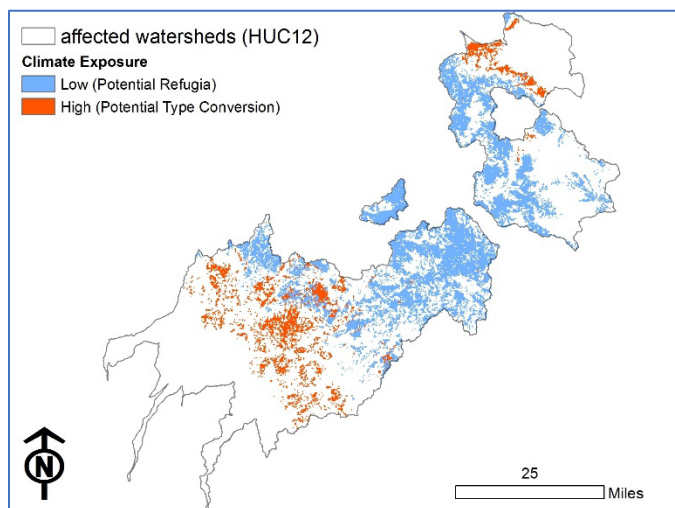 affected watersheds (HUC12)
Climate Exposure
Low (Potential Refugia)
High (Potential Type Conversion)
N
25
Miles